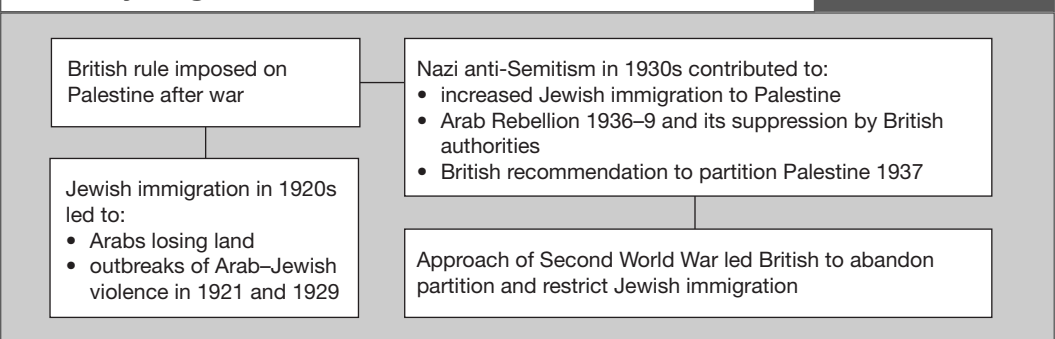 British rule imposed on
Palestine after war
Jewish immigration in 1920s
led to:
• Arabs losing land
• outbreaks of Arab–Jewish
violence in 1921 and 1929
Nazi anti-Semitism in 1930s contributed to:
• increased Jewish immigration to Palestine
• Arab Rebellion 1936–9 and its suppression by British
authorities
• British recommendation to partition Palestine 1937
Approach of Second World War led British to abandon
partition and restrict Jewish immigration